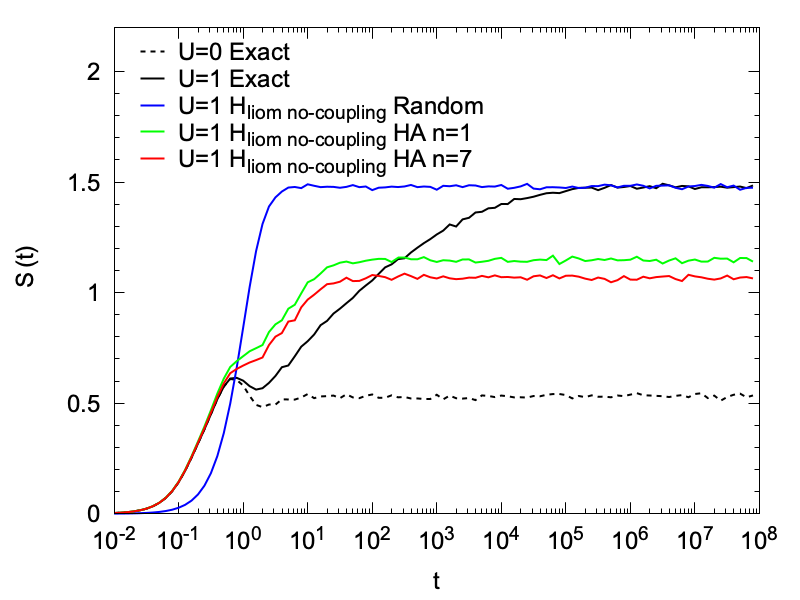 U=0 Exact
U=1 Exact
U=1 Hliom no-coupling Random
U=1 Hliom no-coupling HA n=1
U=1 Hliom no-coupling HA n=7
2
1.5
1
0.5
0
S (t)
10-2 10-1 100 101 102 103 104 105 106 107 108
t